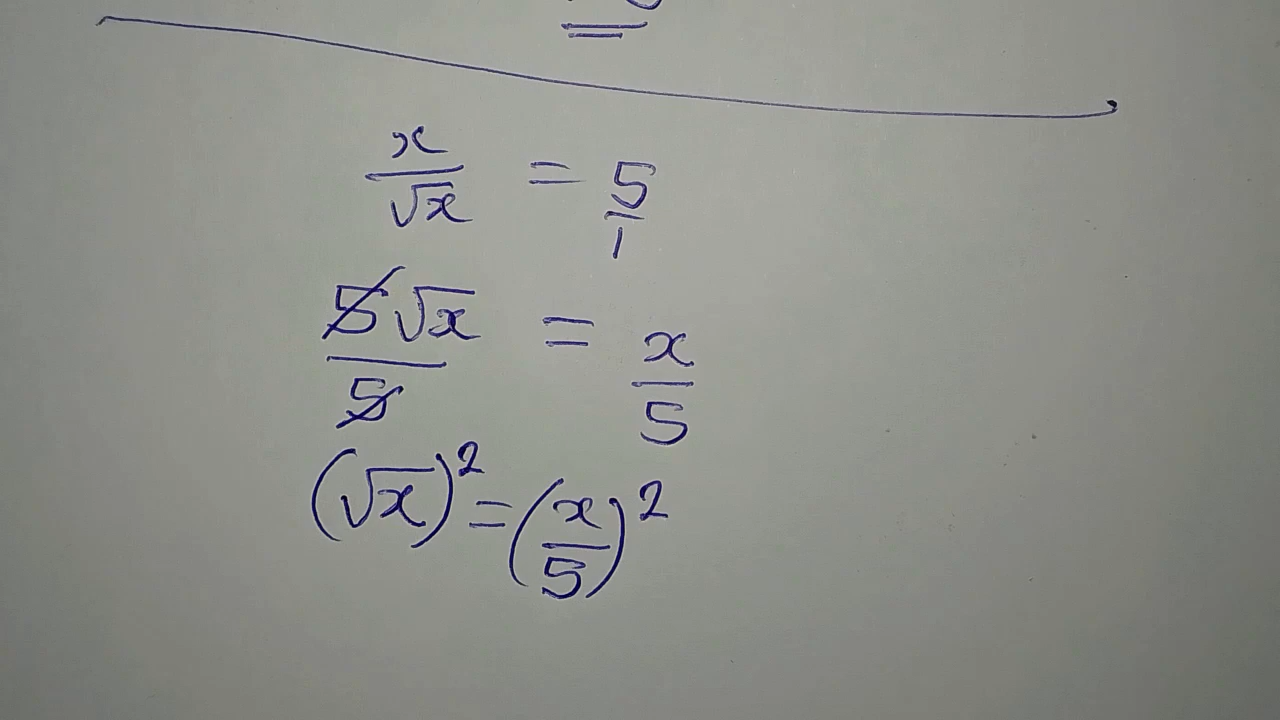 x/√x = 5/1
5√x/5 = x/5
(√x)² = (x/5)²